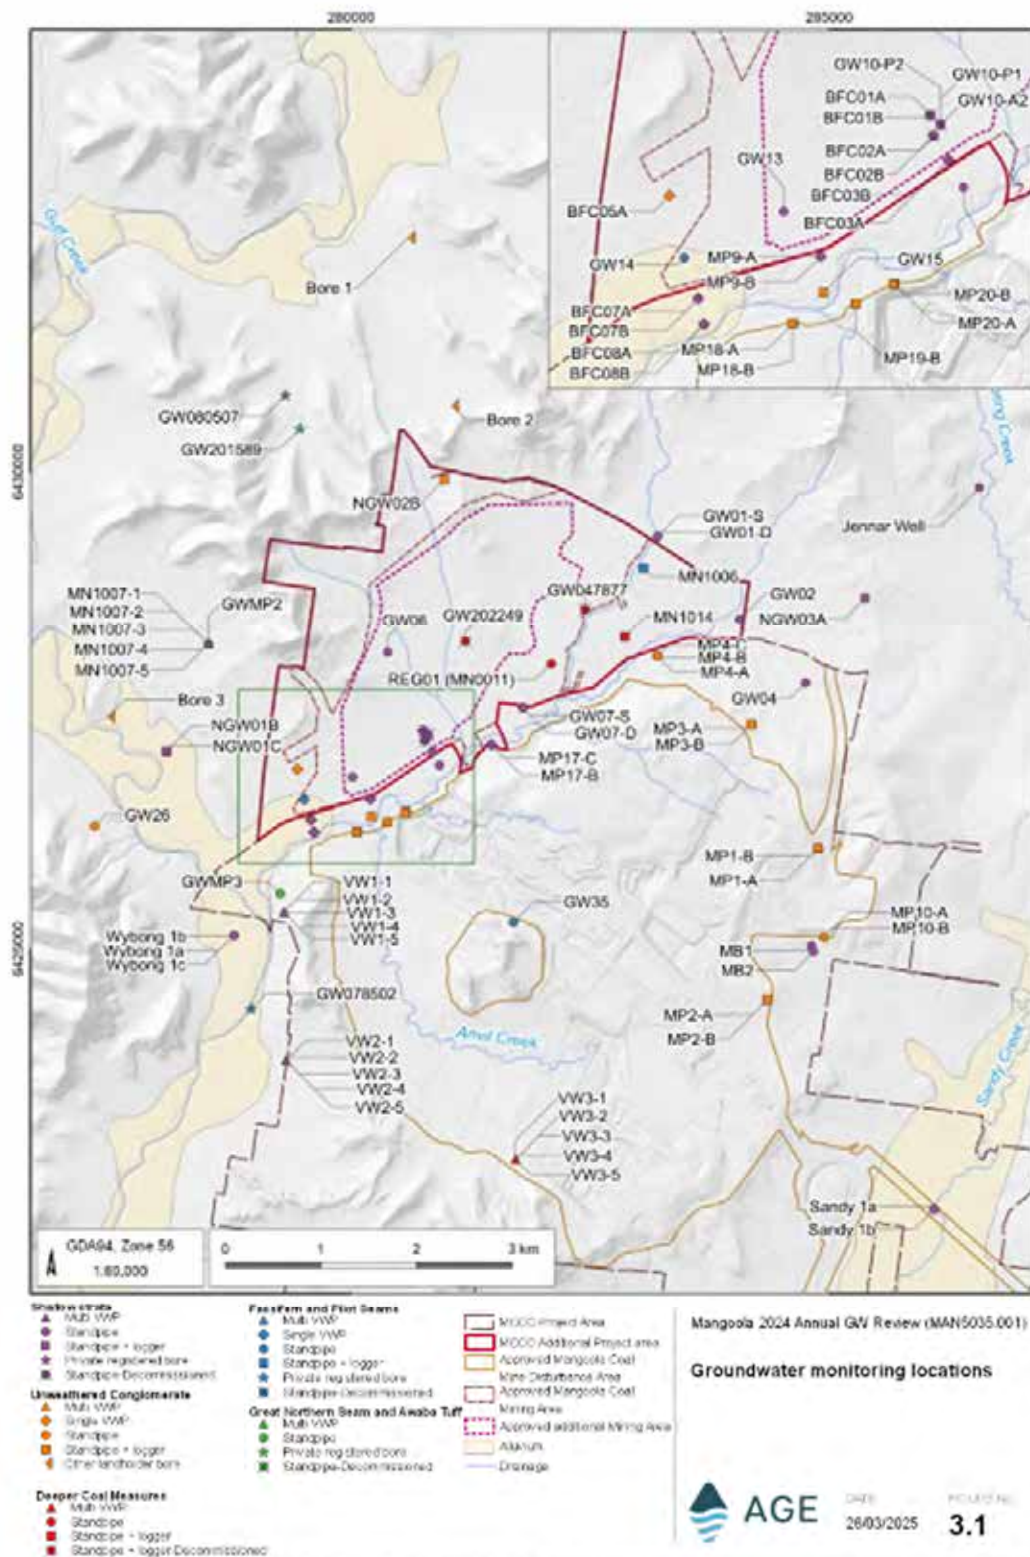 280000
285000
GW10-P2
GW10-P1
BFC01A
GW10-A2
BFC01B
BFC02A
GW13
BFC02B
BFC03B
BFC05A
BFC03A
GW14
MP9-A
GW15
MP9-B
MP20-B
BFC07A
MP20-A
BFC07B
BFC08A
MP18-A
MP19-B
BFC08B
MP18-B
Creek
Bore 1
GW080507
Bore 2
GW201589
6430000
NGW02B
Jennar Well
GW01-S
GW01-D
MN1006
MN1007-1
MN1007-2
GWMP2
MN1007-3
MN1007-4
MN1007-5
GW06
GW202249
GW047877
MN1014
GW02
NGW03A
MP4-B
MP4-A
REG01 (MN0011)
GW04
Bore 3
NGW01B
NGW01C
GW07-S
GW07-D
MP3-A
MP3-B
MP17-C
MP17-B
GW26
MP1-B
MP1-A
GWMP3
VW1-1
VW1-2
VW1-3
VW1-4
VW1-5
GW35
MP10-A
MP10-B
Wybong 1b
Wybong 1a
Wybong 1c
MB1
MB2
6425000
GW078502
MP2-A
MP2-B
Anvil Creek
VW2-1
VW2-2
VW2-3
VW2-4
VW2-5
Sandy Creek
VW3-1
VW3-2
VW3-3
VW3-4
VW3-5
Sandy 1a
Sandy 1b
GDA94, Zone 56
0 1 2 3 km
Shallow strata
Multi VWP
Standpipe
Standpipe + logger
Private registered bore
Standpipe-Decommissioned
Unweathered Conglomerate
Multi VWP
Single VWP
Standpipe
Standpipe + logger
Other landholder bore
Deeper Coal Measures
Multi VWP
Standpipe
Standpipe + logger
Standpipe + logger-Decommissioned
Fassifern and Pilot Seams
Multi VWP
Single VWP
Standpipe
Standpipe + logger
Private registered bore
Standpipe-Decommissioned
Great Northern Seam and Awaba Tuff
Multi VWP
Standpipe
Private registered bore
Standpipe-Decommissioned
MCCO Project Area
MCCO Additional Project area
Approved Mangoola Coal
Mine Disturbance Area
Approved Mangoola Coal
Mining Area
Approved additional Mining Area
Alluvium
Drainage
Mangoola 2024 Annual GW Review (MAN5035.001)
Groundwater monitoring locations
AGE
DATE
26/03/2025
3.1